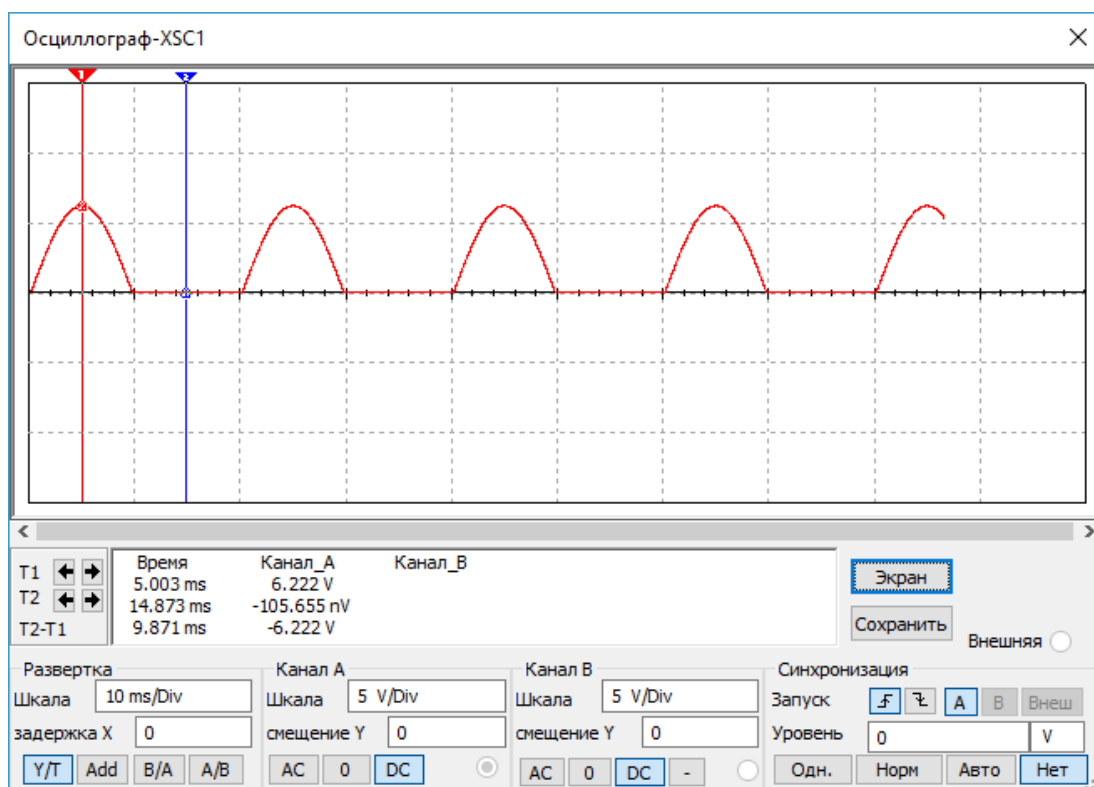 Осциллограф-XSC1
1 2
Время Канал_A Канал_B
T1 5.003 ms 6.222 V
T2 14.873 ms -105.655 nV
T2-T1 9.871 ms -6.222 V
Экран
Сохранить
Внешняя
Развертка Канал A Канал B Синхронизация
Шкала 10 ms/Div Шкала 5 V/Div Шкала 5 V/Div Запуск A B Внеш
задержка X 0 смещение Y 0 смещение Y 0 Уровень 0 V
Y/T Add B/A A/B AC 0 DC AC 0 DC - Одн. Норм Авто Нет